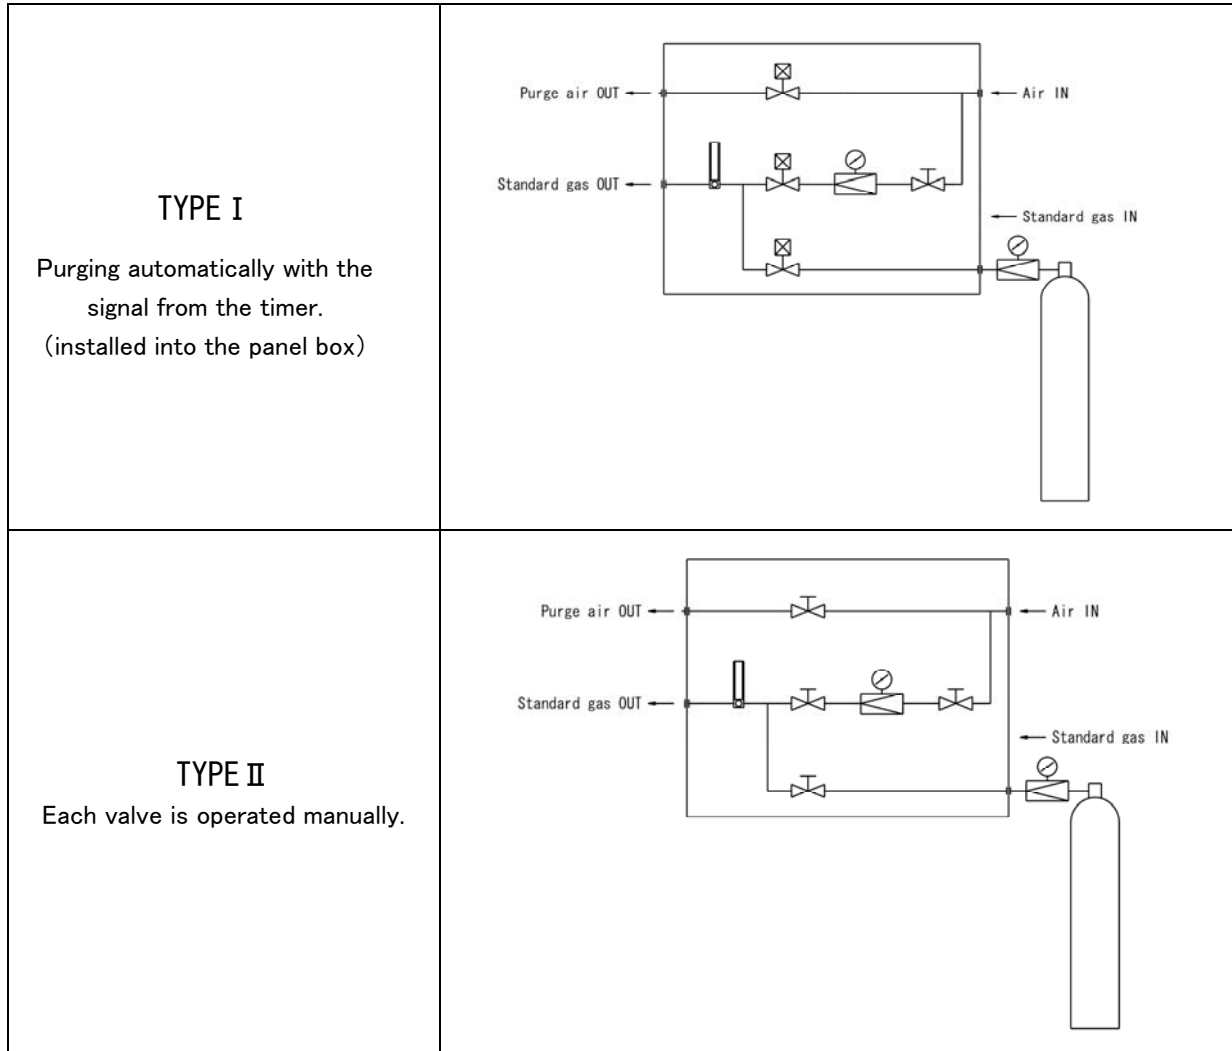 TYPE Ⅰ
Purging automatically with the
signal from the timer.
（installed into the panel box）
Purge air OUT
Air IN
Standard gas OUT
Standard gas IN
TYPE Ⅱ
Each valve is operated manually.
Purge air OUT
Air IN
Standard gas OUT
Standard gas IN